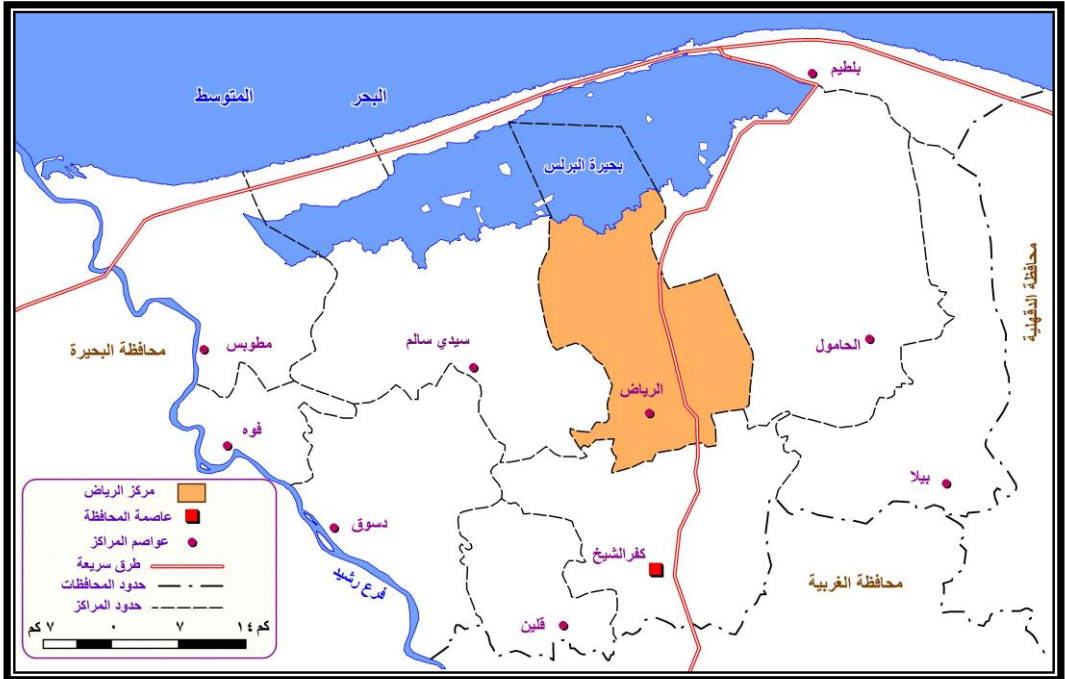 بلطيم
البحر
المتوسط
بحيرة البرلس
محافظة الدقهلية
الحامول
سيدي سالم
مطوبس
محافظة البحيرة
الرياض
فوه
بيلا
دسوق
كفرالشيخ
محافظة الغربية
فرع رشيد
قلين
مركز الرياض
عاصمة المحافظة
عواصم المراكز
طرق سريعة
حدود المحافظات
حدود المراكز
٧ كم ٠ ٧ ١٤ كم